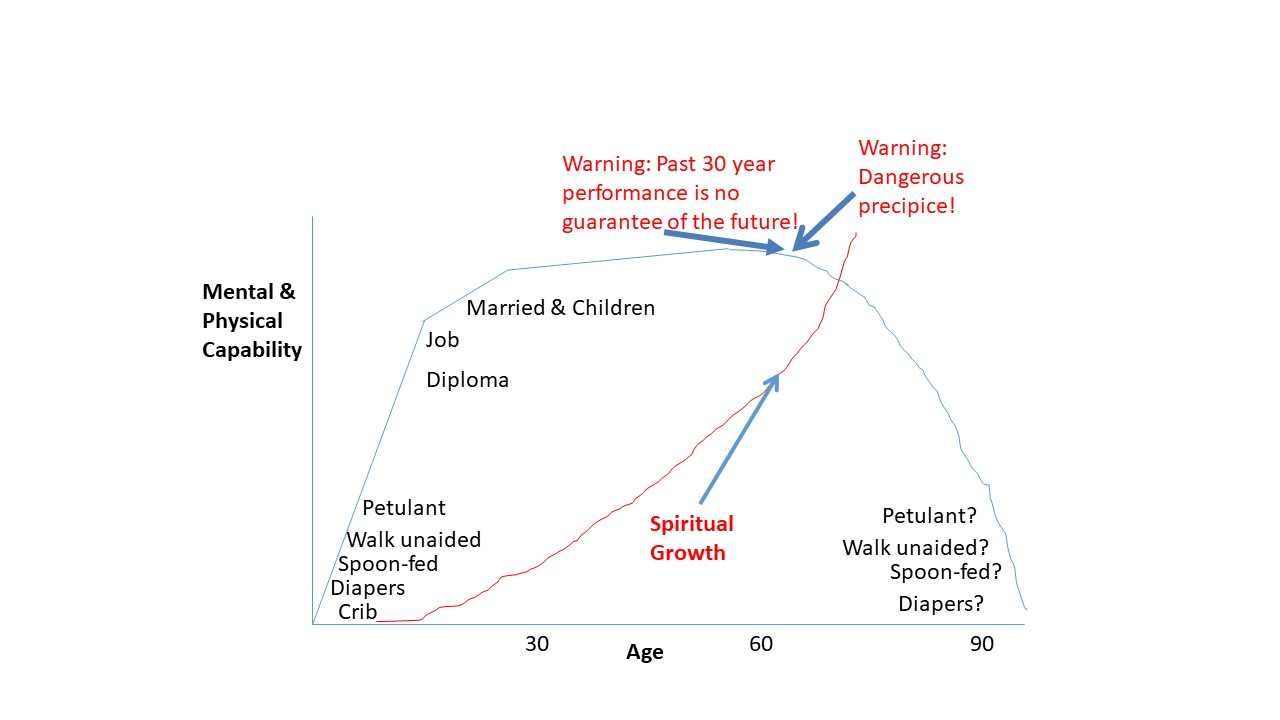 Warning: Past 30 year
performance is no
guarantee of the future!
Warning:
Dangerous
precipice!
Mental &
Physical
Capability
Married & Children
Job
Diploma
Petulant
Walk unaided
Spoon-fed
Diapers
Crib
Spiritual
Growth
Petulant?
Walk unaided?
Spoon-fed?
Diapers?
30
60
90
Age